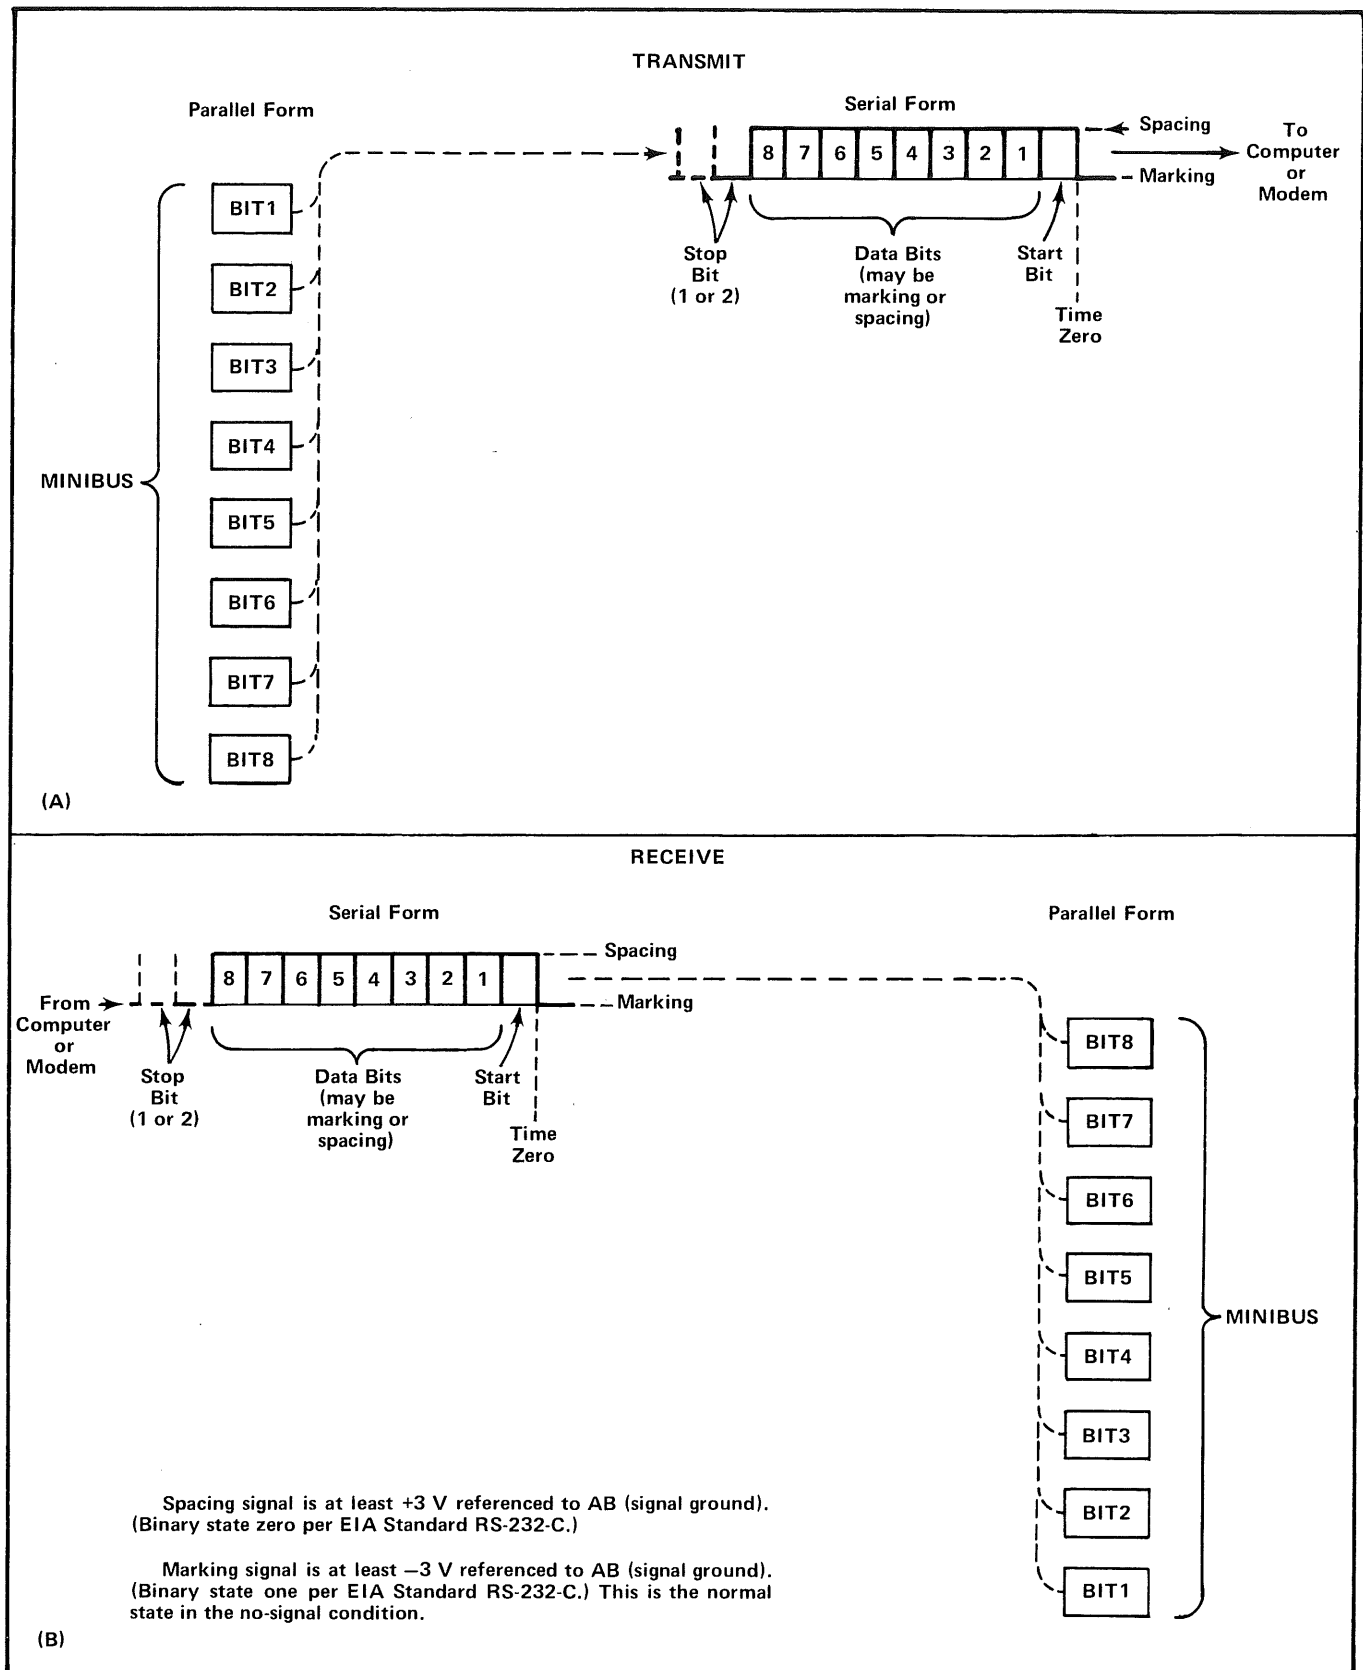 TRANSMIT
Parallel Form
Serial Form
8 7 6 5 4 3 2 1
Spacing
Marking
To
Computer
or
Modem
Stop
Bit
(1 or 2)
Data Bits
(may be
marking or
spacing)
Start
Bit
Time
Zero
MINIBUS
BIT1
BIT2
BIT3
BIT4
BIT5
BIT6
BIT7
BIT8
(A)
RECEIVE
Serial Form
Parallel Form
From
Computer
or
Modem
8 7 6 5 4 3 2 1
Spacing
Marking
Stop
Bit
(1 or 2)
Data Bits
(may be
marking or
spacing)
Start
Bit
Time
Zero
BIT8
BIT7
BIT6
BIT5
BIT4
BIT3
BIT2
BIT1
MINIBUS
Spacing signal is at least +3 V referenced to AB (signal ground).
(Binary state zero per EIA Standard RS-232-C.)
Marking signal is at least —3 V referenced to AB (signal ground).
(Binary state one per EIA Standard RS-232-C.) This is the normal
state in the no-signal condition.
(B)